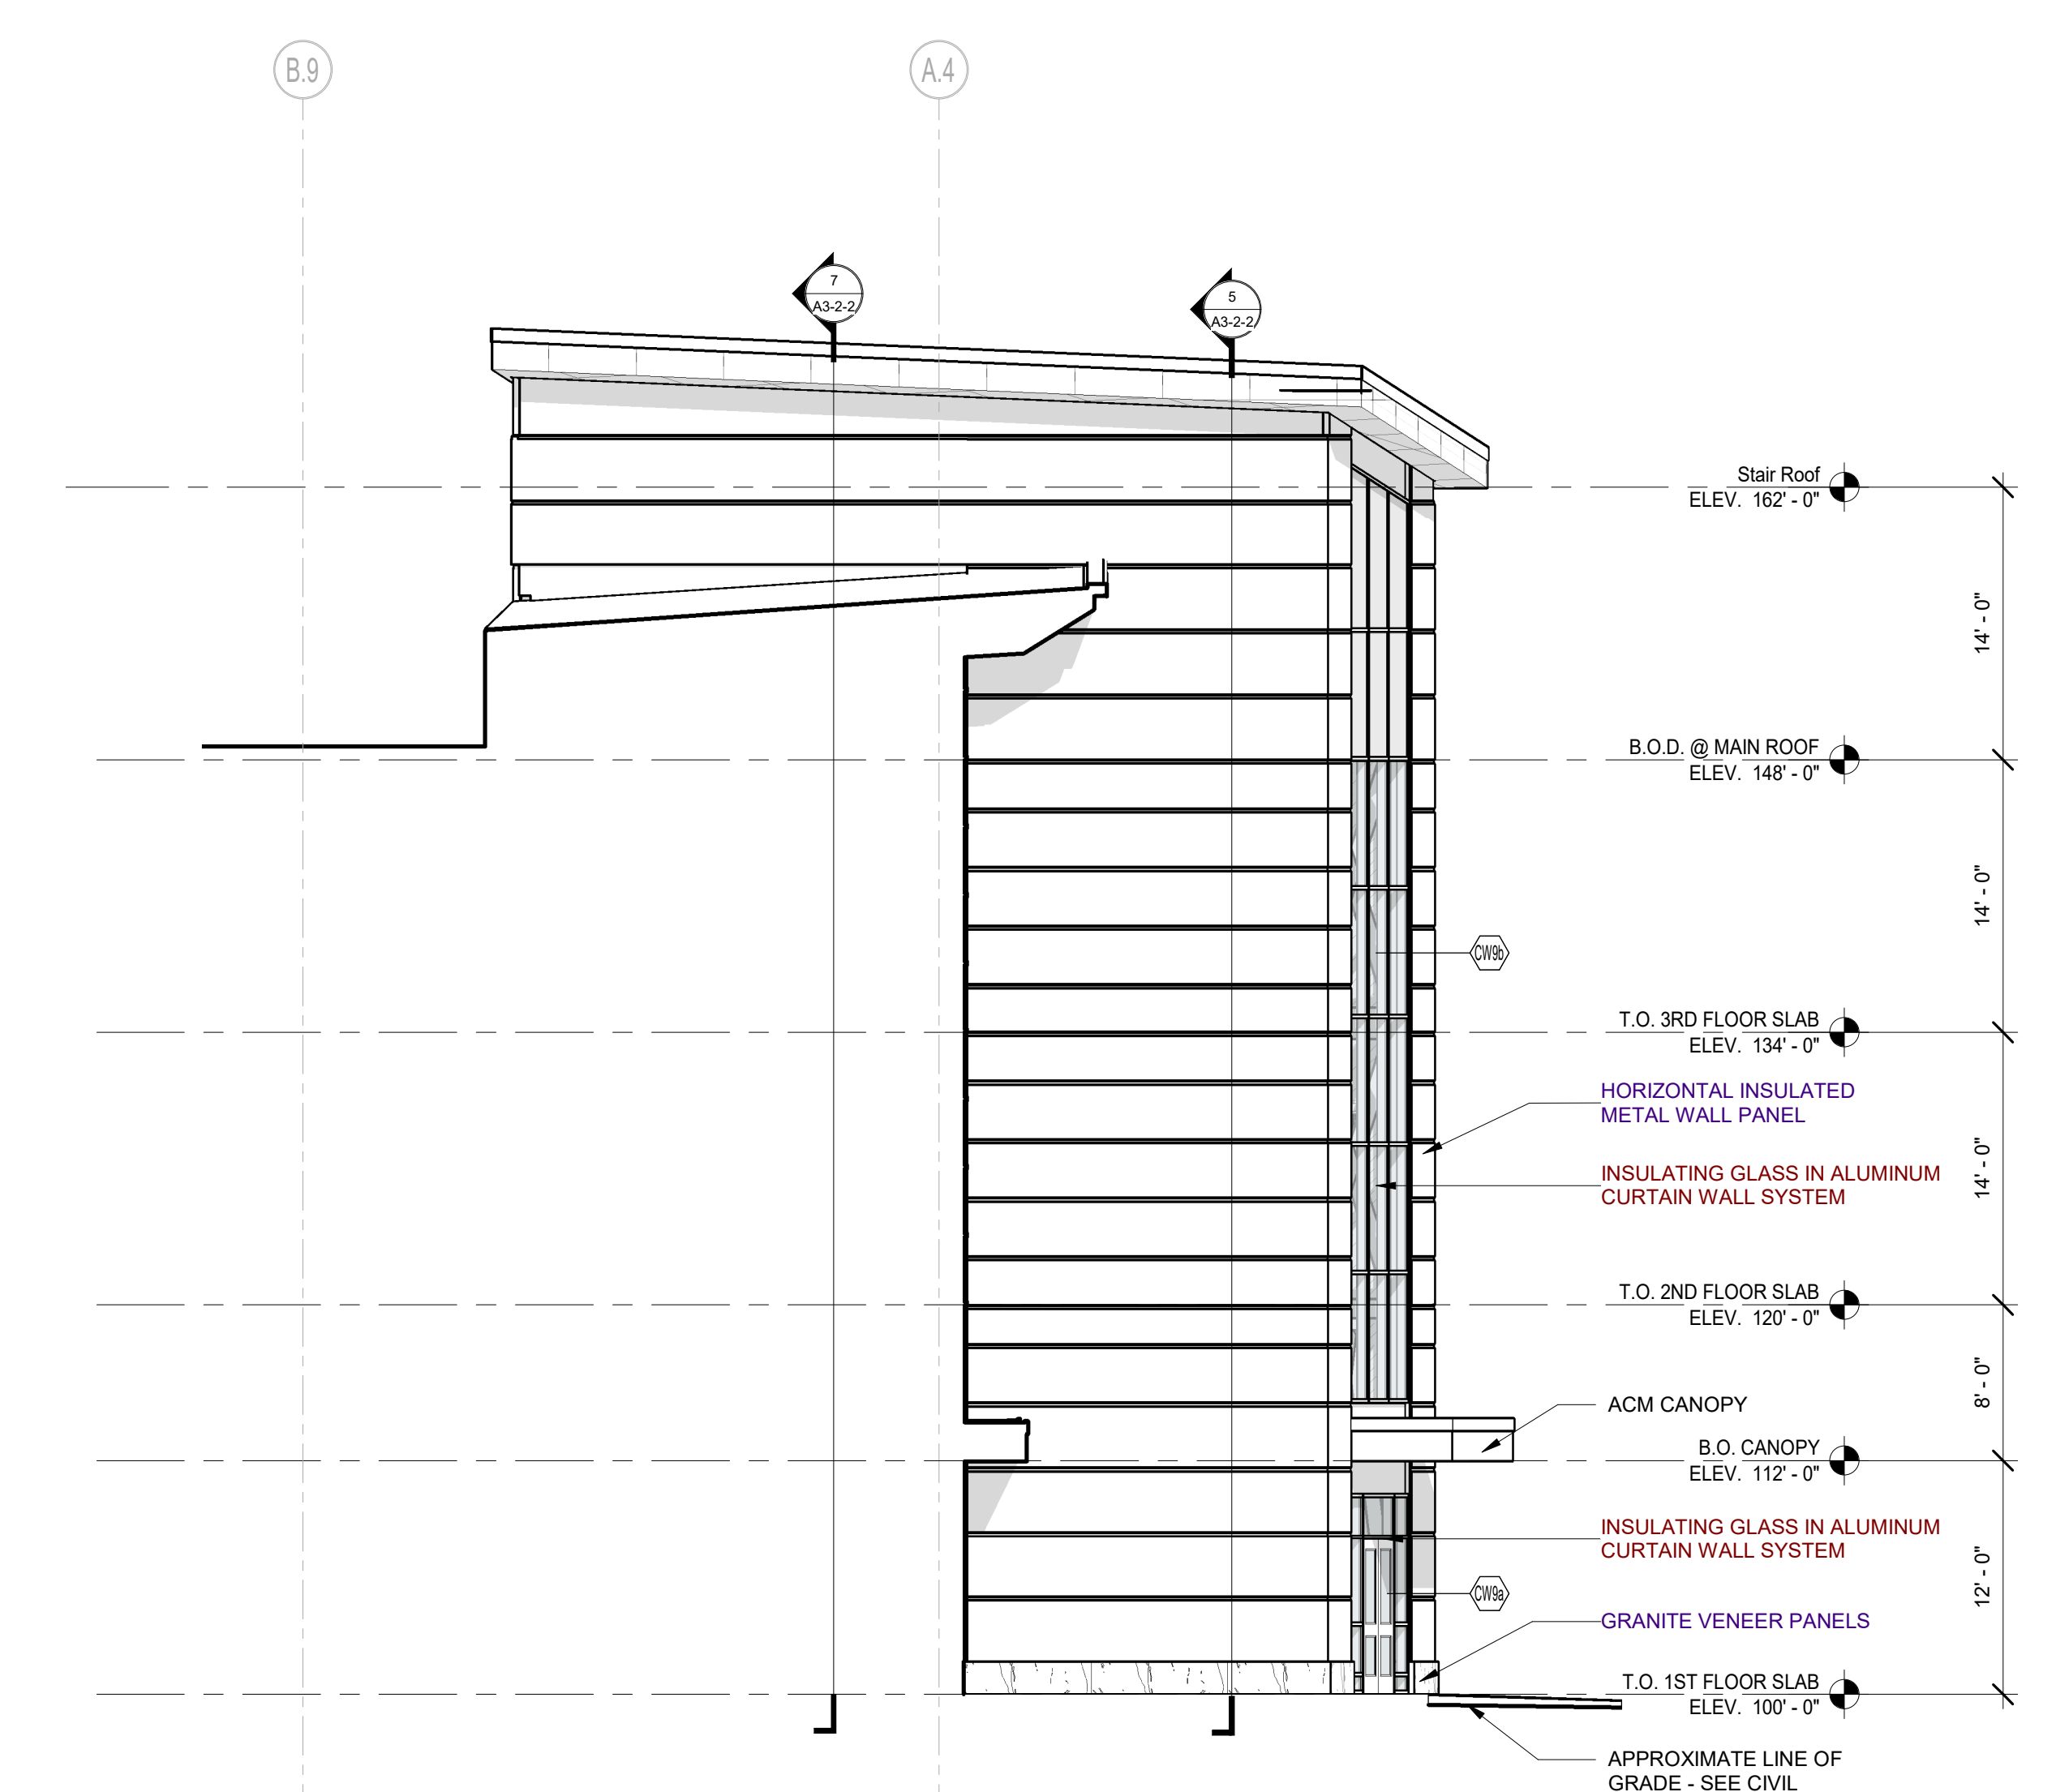 B.9
A.4
7
A3-2-2
5
A3-2-2
Stair Roof
ELEV. 162' - 0"
14' - 0"
B.O.D. @ MAIN ROOF
ELEV. 148' - 0"
14' - 0"
CW9b
T.O. 3RD FLOOR SLAB
ELEV. 134' - 0"
HORIZONTAL INSULATED
METAL WALL PANEL
14' - 0"
INSULATING GLASS IN ALUMINUM
CURTAIN WALL SYSTEM
T.O. 2ND FLOOR SLAB
ELEV. 120' - 0"
8' - 0"
ACM CANOPY
B.O. CANOPY
ELEV. 112' - 0"
INSULATING GLASS IN ALUMINUM
CURTAIN WALL SYSTEM
12' - 0"
CW9a
GRANITE VENEER PANELS
T.O. 1ST FLOOR SLAB
ELEV. 100' - 0"
APPROXIMATE LINE OF
GRADE - SEE CIVIL